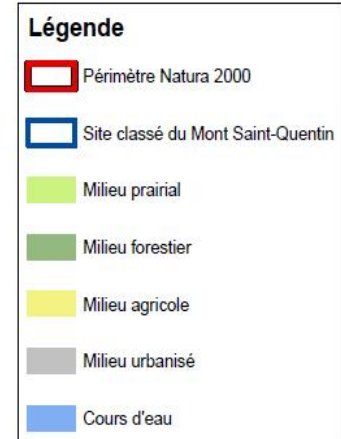 Légende
Périmètre Natura 2000
Site classé du Mont Saint-Quentin
Milieu prairial
Milieu forestier
Milieu agricole
Milieu urbanisé
Cours d'eau